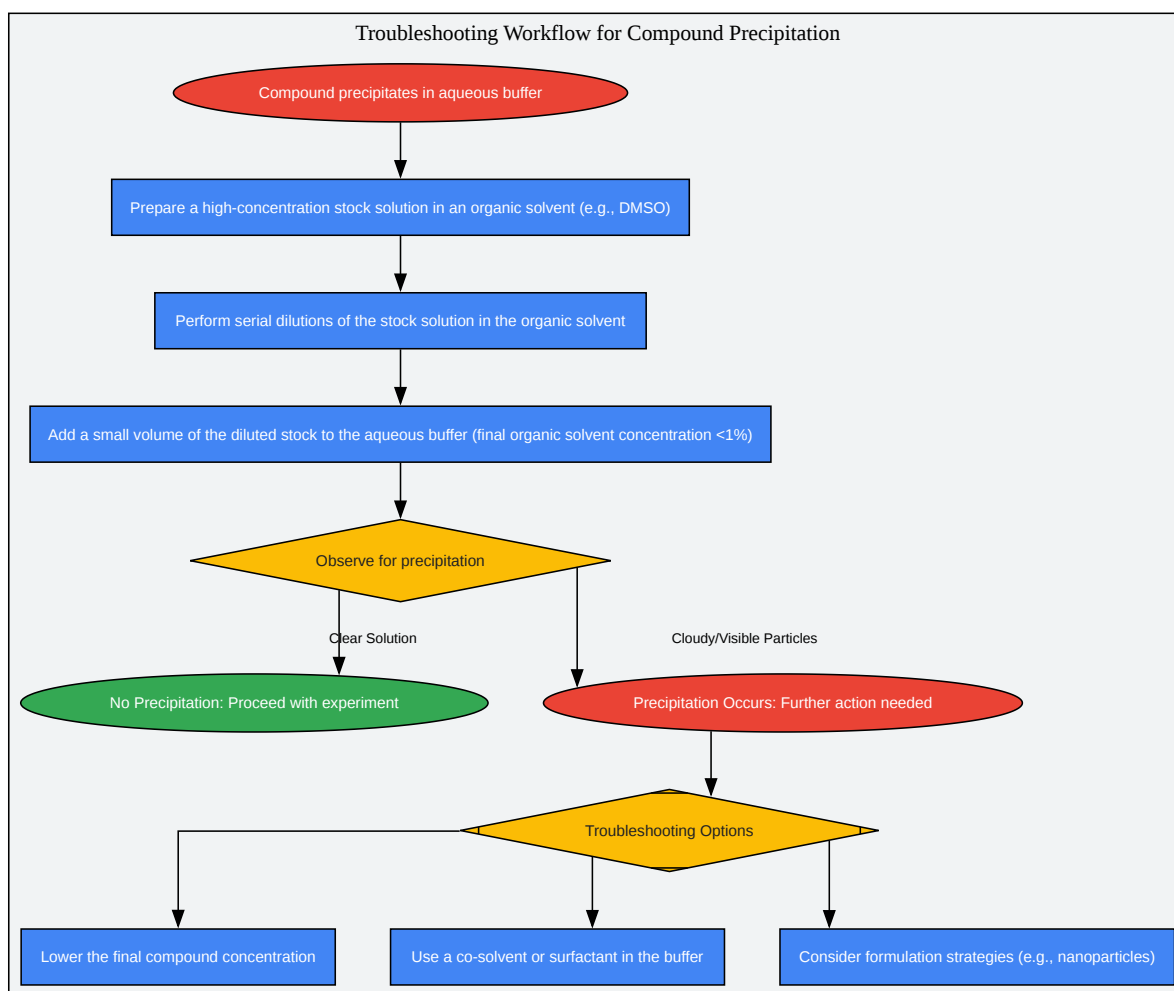 Troubleshooting Workflow for Compound Precipitation
Compound precipitates in aqueous buffer
Prepare a high-concentration stock solution in an organic solvent (e.g., DMSO)
Perform serial dilutions of the stock solution in the organic solvent
Add a small volume of the diluted stock to the aqueous buffer (final organic solvent concentration <1%)
Observe for precipitation
Clear Solution
Cloudy/Visible Particles
No Precipitation: Proceed with experiment
Precipitation Occurs: Further action needed
Troubleshooting Options
Lower the final compound concentration
Use a co-solvent or surfactant in the buffer
Consider formulation strategies (e.g., nanoparticles)